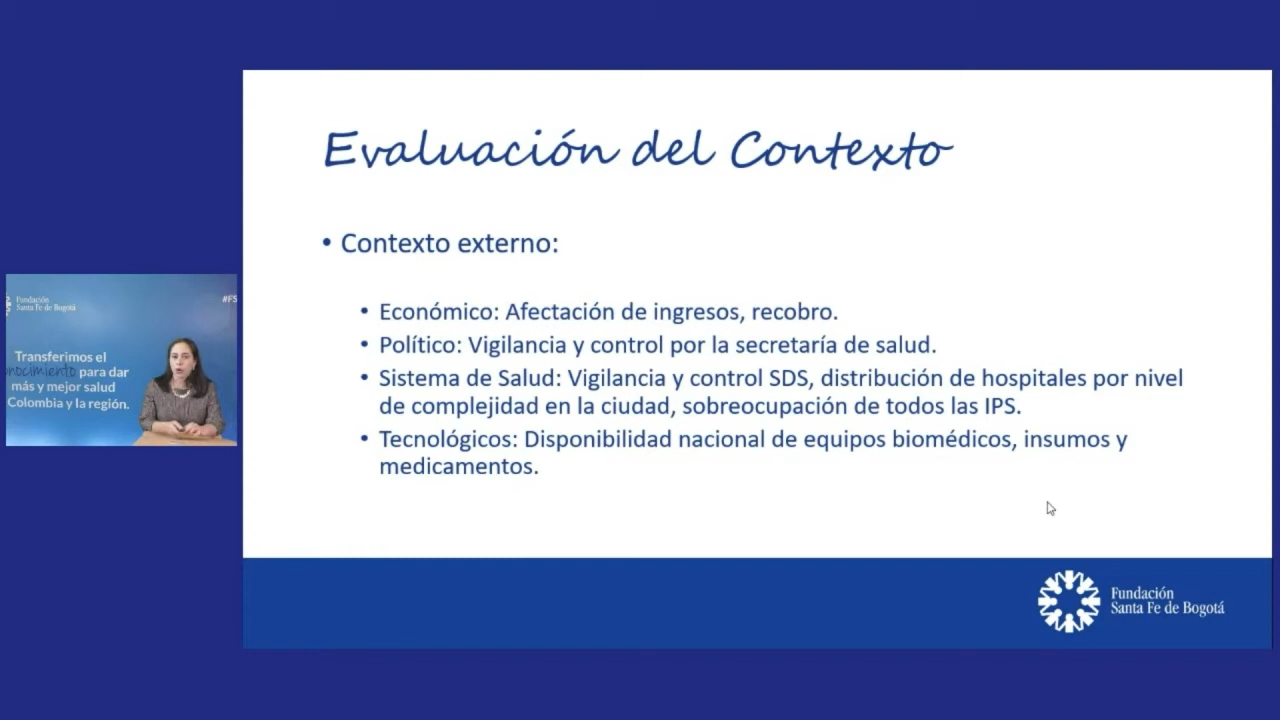 Evaluación del Contexto
• Contexto externo:
• Económico: Afectación de ingresos, recobro.
• Político: Vigilancia y control por la secretaría de salud.
• Sistema de Salud: Vigilancia y control SDS, distribución de hospitales por nivel
de complejidad en la ciudad, sobreocupación de todos las IPS.
• Tecnológicos: Disponibilidad nacional de equipos biomédicos, insumos y
medicamentos.
Fundación
Santa Fe de Bogotá
Fundación
Santa Fe de Bogotá
#FS
Transferimos el
onocimiento para dar
más y mejor salud
Colombia y la región.